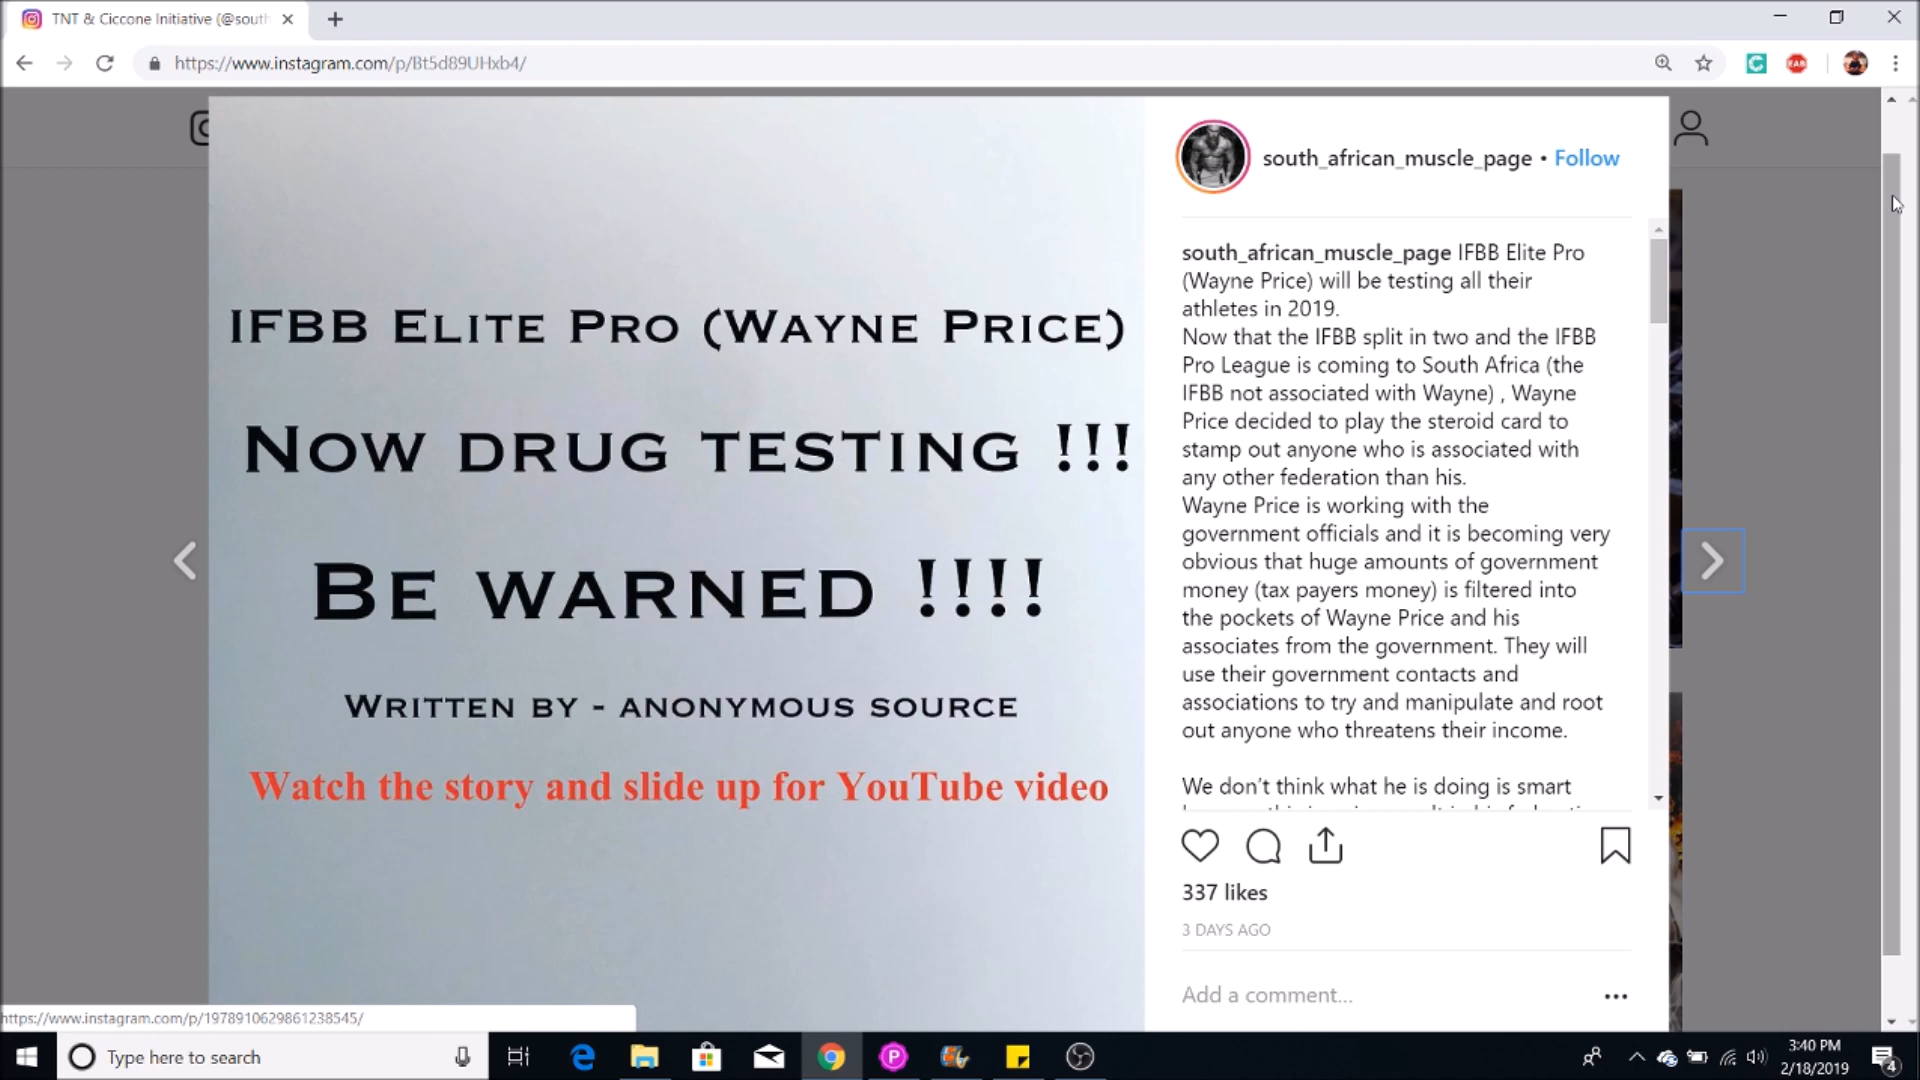 TNT & Ciccone Initiative (@south
https://www.instagram.com/p/Bt5d89UHxb4/
IFBB Elite Pro (Wayne Price)
Now drug testing !!!
Be warned !!!!
Written by - anonymous source
Watch the story and slide up for YouTube video
south_african_muscle_page • Follow
south_african_muscle_page IFBB Elite Pro
(Wayne Price) will be testing all their
athletes in 2019.
Now that the IFBB split in two and the IFBB
Pro League is coming to South Africa (the
IFBB not associated with Wayne) , Wayne
Price decided to play the steroid card to
stamp out anyone who is associated with
any other federation than his.
Wayne Price is working with the
government officials and it is becoming very
obvious that huge amounts of government
money (tax payers money) is filtered into
the pockets of Wayne Price and his
associates from the government. They will
use their government contacts and
associations to try and manipulate and root
out anyone who threatens their income.
We don't think what he is doing is smart
337 likes
3 DAYS AGO
Add a comment...
https://www.instagram.com/p/1978910629861238545/
Type here to search
3:40 PM
2/18/2019
4